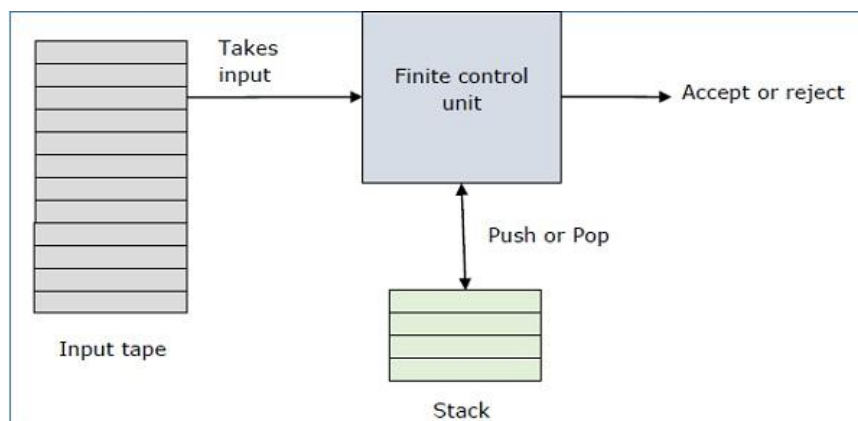 Takes
input
Finite control
unit
Accept or reject
Push or Pop
Input tape
Stack